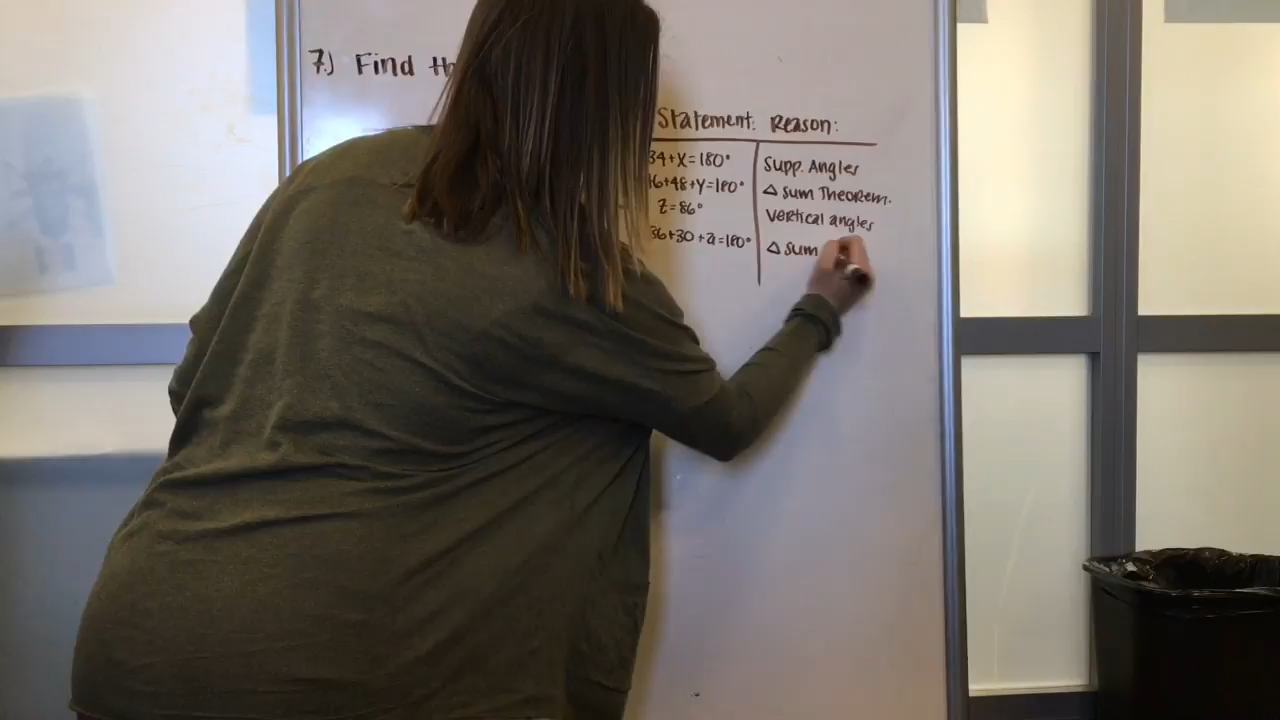 7.) Find th
Statement: Reason:
34+x=180° Supp. Angles
46+48+y=180° △ sum Theorem.
z=86° Vertical angles
36+30+a=180° △ sum